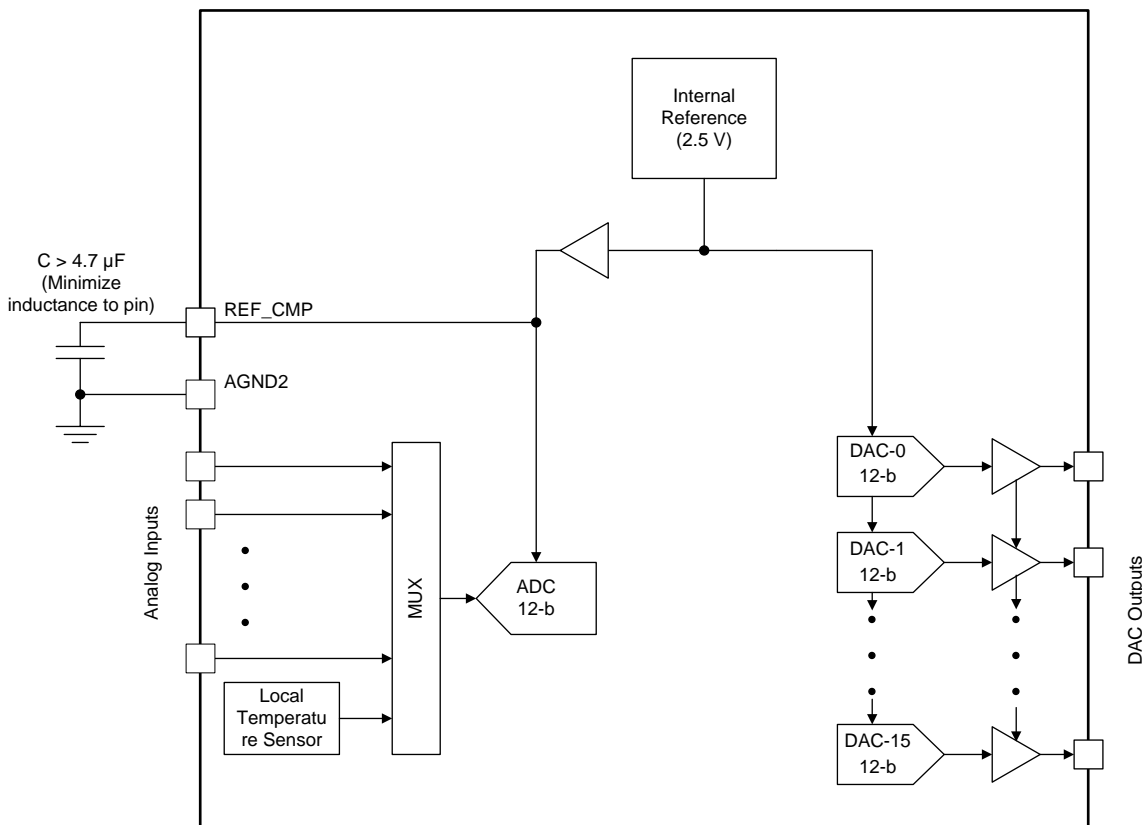 Internal
Reference
(2.5 V)
C > 4.7 µF
(Minimize
inductance to pin)
REF_CMP
AGND2
Analog Inputs
MUX
ADC
12-b
Local
Temperatu
re Sensor
DAC-0
12-b
DAC-1
12-b
DAC-15
12-b
DAC Outputs